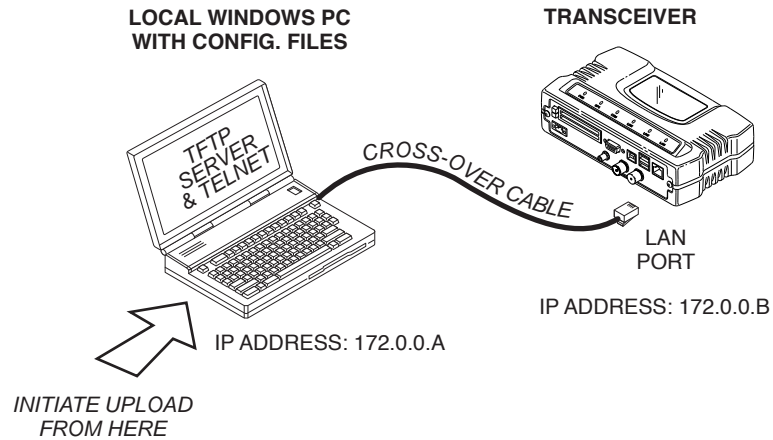 LOCAL WINDOWS PC
WITH CONFIG. FILES
TRANSCEIVER
TFTP
SERVER
& TELNET
CROSS-OVER CABLE
LAN
PORT
IP ADDRESS: 172.0.0.B
IP ADDRESS: 172.0.0.A
INITIATE UPLOAD
FROM HERE